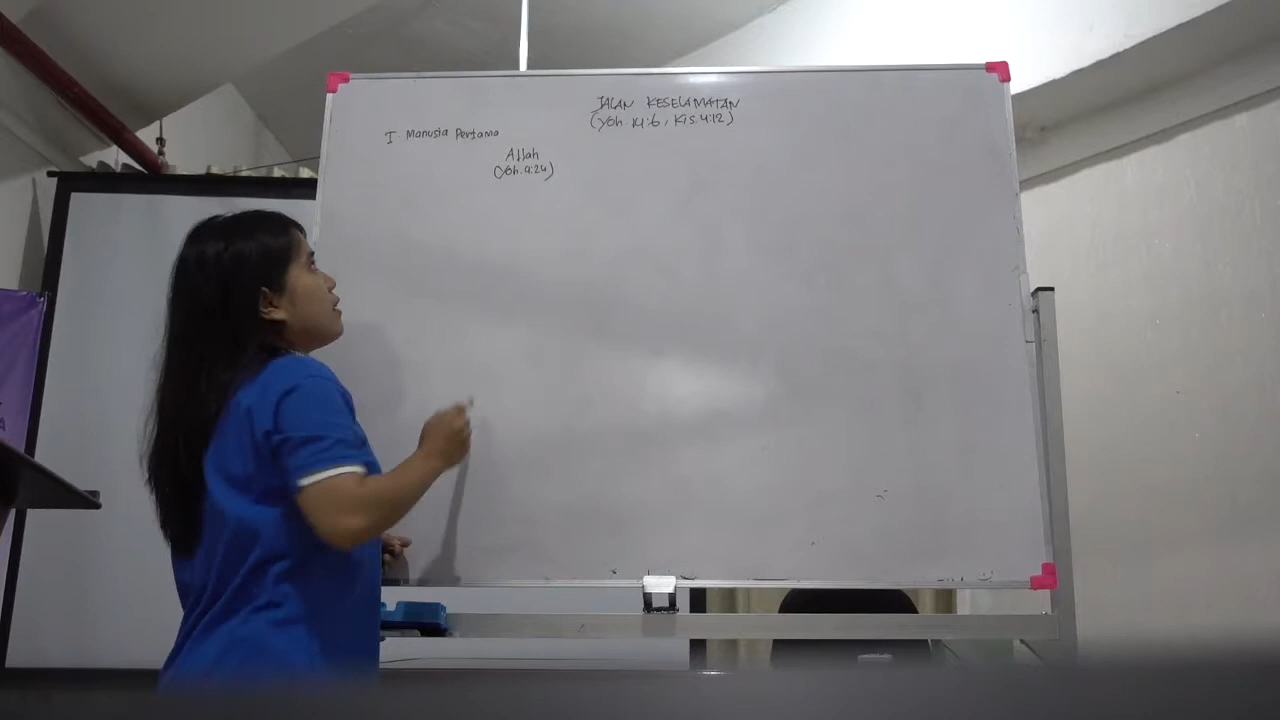 JALAN KESELAMATAN
(Yoh. 14:6, Kis. 4:12)
I. Manusia Pertama
Allah
(Yoh. 4:24)